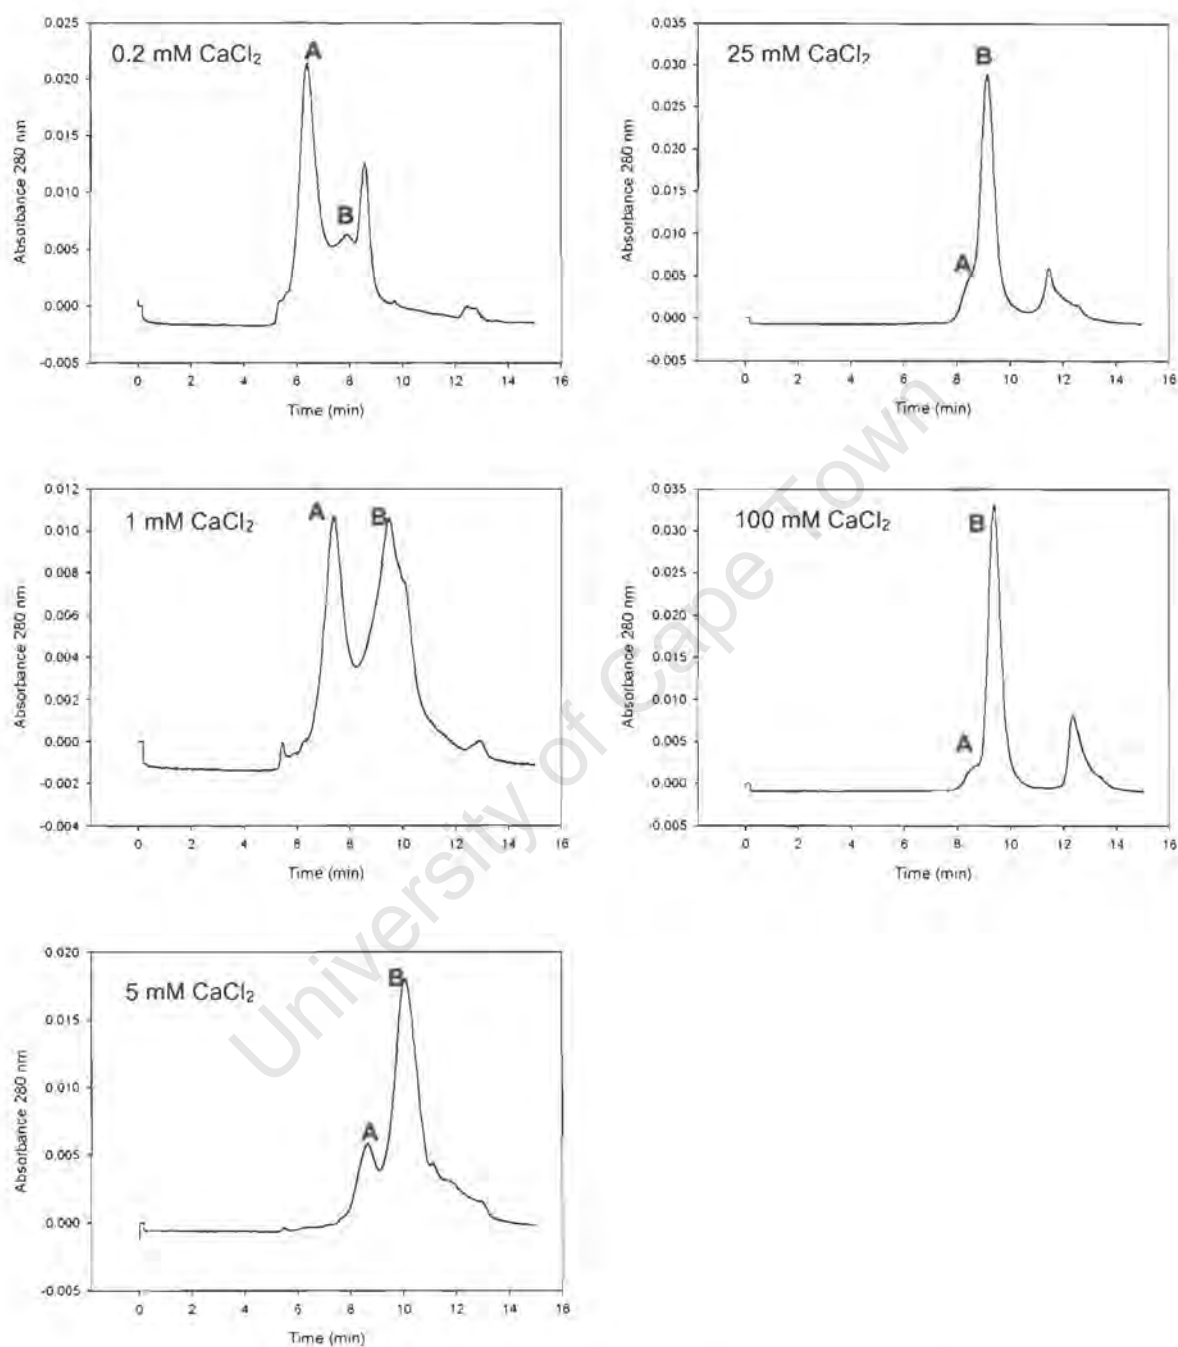 0.2 mM CaCl₂
A
B
0.025
0.020
0.015
0.010
0.005
0.000
-0.005
Absorbance 280 nm
0 2 4 6 8 10 12 14 16
Time (min)
25 mM CaCl₂
B
A
0.035
0.030
0.025
0.020
0.015
0.010
0.005
0.000
-0.005
Absorbance 280 nm
0 2 4 6 8 10 12 14 16
Time (min)
1 mM CaCl₂
A
B
0.012
0.010
0.008
0.006
0.004
0.002
0.000
-0.002
-0.004
Absorbance 280 nm
0 2 4 6 8 10 12 14 16
Time (min)
100 mM CaCl₂
B
A
0.035
0.030
0.025
0.020
0.015
0.010
0.005
0.000
-0.005
Absorbance 280 nm
0 2 4 6 8 10 12 14 16
Time (min)
5 mM CaCl₂
B
A
0.020
0.015
0.010
0.005
0.000
-0.005
Absorbance 280 nm
0 2 4 6 8 10 12 14 16
Time (min)
University of Cape Town